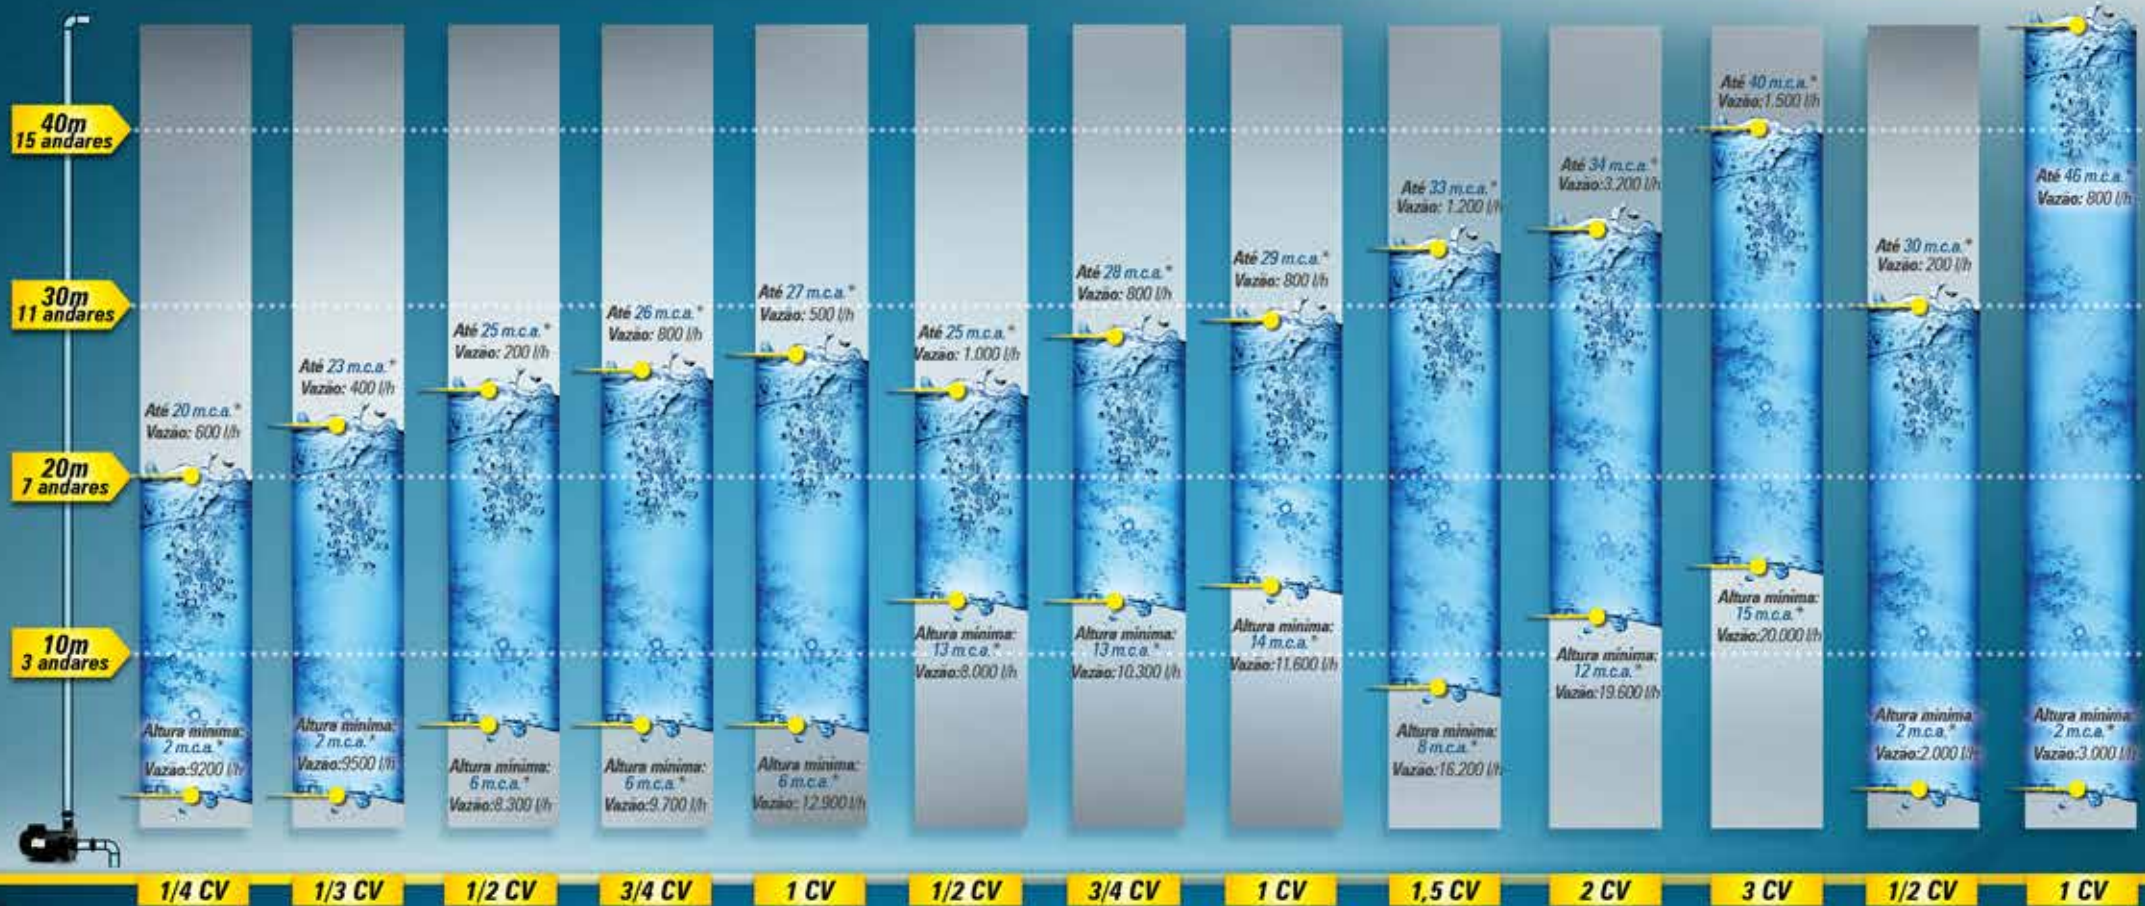 40m
15 andares
30m
11 andares
20m
7 andares
10m
3 andares
Até 20 m.c.a.*
Vazão: 600 l/h
Altura mínima:
2 m.c.a.*
Vazão:9200 l/h
1/4 CV
Até 23 m.c.a.*
Vazão: 400 l/h
Altura mínima:
2 m.c.a.*
Vazão:9500 l/h
1/3 CV
Até 25 m.c.a.*
Vazão: 200 l/h
Altura mínima:
6 m.c.a.*
Vazão:8.300 l/h
1/2 CV
Até 26 m.c.a.*
Vazão: 800 l/h
Altura mínima:
6 m.c.a.*
Vazão:9.700 l/h
3/4 CV
Até 27 m.c.a.*
Vazão: 500 l/h
Altura mínima:
6 m.c.a.*
Vazão: 12.900 l/h
1 CV
Até 25 m.c.a.*
Vazão: 1.000 l/h
Altura mínima:
13 m.c.a.*
Vazão:8.000 l/h
1/2 CV
Até 28 m.c.a.*
Vazão: 800 l/h
Altura mínima:
13 m.c.a.*
Vazão:10.300 l/h
3/4 CV
Até 29 m.c.a.*
Vazão: 800 l/h
Altura mínima:
14 m.c.a.*
Vazão:11.600 l/h
1 CV
Até 33 m.c.a.*
Vazão: 1.200 l/h
Altura mínima:
8 m.c.a.*
Vazão:16.200 l/h
1,5 CV
Até 34 m.c.a.*
Vazão:3.200 l/h
Altura mínima:
12 m.c.a.*
Vazão:19.600 l/h
2 CV
Até 40 m.c.a.*
Vazão:1.500 l/h
Altura mínima:
15 m.c.a.*
Vazão:20.000 l/h
3 CV
Até 30 m.c.a.*
Vazão: 200 l/h
Altura mínima:
2 m.c.a.*
Vazão:2.000 l/h
1/2 CV
Até 46 m.c.a.*
Vazão: 800 l/h
Altura mínima:
2 m.c.a.*
Vazão:3.000 l/h
1 CV